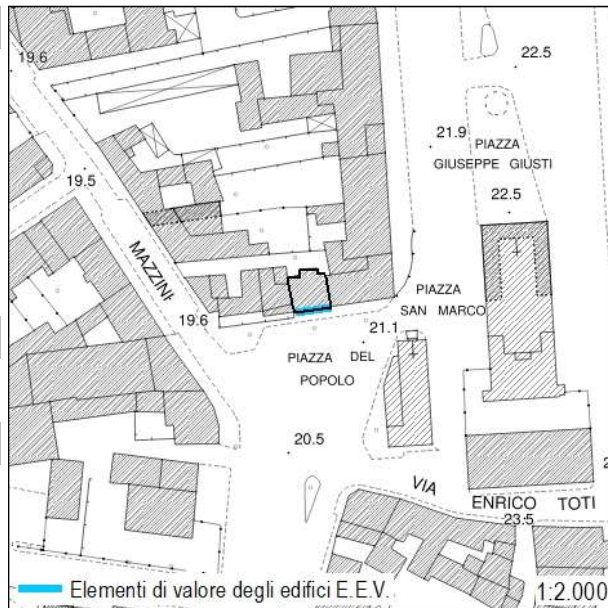 19.6
22.5
21.9
PIAZZA
GIUSEPPE GIUSTI
19.5
22.5
MAZZINI
PIAZZA
SAN MARCO
19.6
21.1
PIAZZA DEL
POPOLO
20.5
VIA
ENRICO TOTI
23.5
Elementi di valore degli edifici E.E.V.
1:2.000